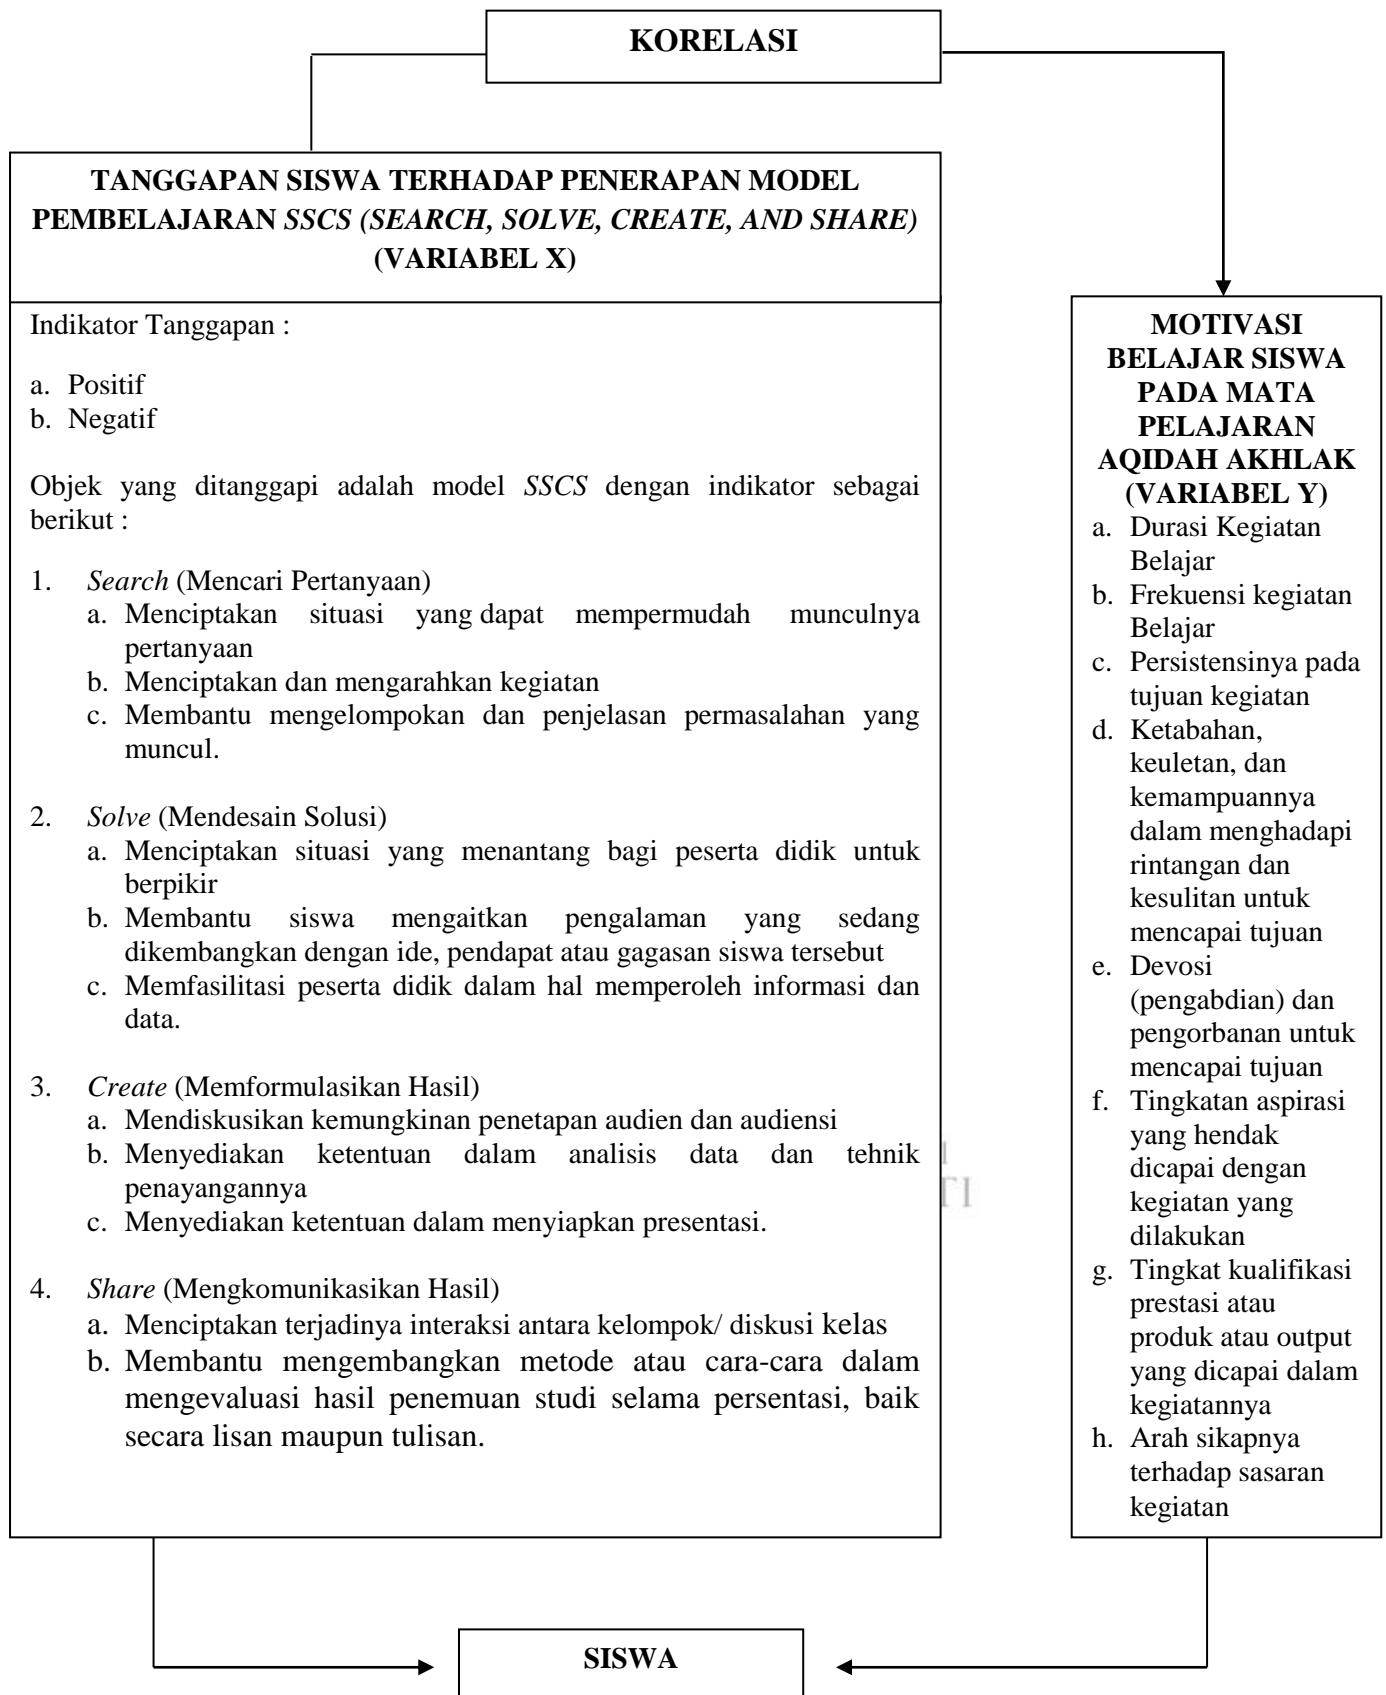 KORELASI
TANGGAPAN SISWA TERHADAP PENERAPAN MODEL
PEMBELAJARAN SSCS (SEARCH, SOLVE, CREATE, AND SHARE)
(VARIABEL X)
Indikator Tanggapan :
a. Positif
b. Negatif
Objek yang ditanggapi adalah model SSCS dengan indikator sebagai
berikut :
1. Search (Mencari Pertanyaan)
a. Menciptakan situasi yang dapat mempermudah munculnya
pertanyaan
b. Menciptakan dan mengarahkan kegiatan
c. Membantu mengelompokan dan penjelasan permasalahan yang
muncul.
2. Solve (Mendesain Solusi)
a. Menciptakan situasi yang menantang bagi peserta didik untuk
berpikir
b. Membantu siswa mengaitkan pengalaman yang sedang
dikembangkan dengan ide, pendapat atau gagasan siswa tersebut
c. Memfasilitasi peserta didik dalam hal memperoleh informasi dan
data.
3. Create (Memformulasikan Hasil)
a. Mendiskusikan kemungkinan penetapan audien dan audiensi
b. Menyediakan ketentuan dalam analisis data dan tehnik
penayangannya
c. Menyediakan ketentuan dalam menyiapkan presentasi.
4. Share (Mengkomunikasikan Hasil)
a. Menciptakan terjadinya interaksi antara kelompok/ diskusi kelas
b. Membantu mengembangkan metode atau cara-cara dalam
mengevaluasi hasil penemuan studi selama persentasi, baik
secara lisan maupun tulisan.
MOTIVASI
BELAJAR SISWA
PADA MATA
PELAJARAN
AQIDAH AKHLAK
(VARIABEL Y)
a. Durasi Kegiatan
Belajar
b. Frekuensi kegiatan
Belajar
c. Persistensinya pada
tujuan kegiatan
d. Ketabahan,
keuletan, dan
kemampuannya
dalam menghadapi
rintangan dan
kesulitan untuk
mencapai tujuan
e. Devosi
(pengabdian) dan
pengorbanan untuk
mencapai tujuan
f. Tingkatan aspirasi
yang hendak
dicapai dengan
kegiatan yang
dilakukan
g. Tingkat kualifikasi
prestasi atau
produk atau output
yang dicapai dalam
kegiatannya
h. Arah sikapnya
terhadap sasaran
kegiatan
SISWA